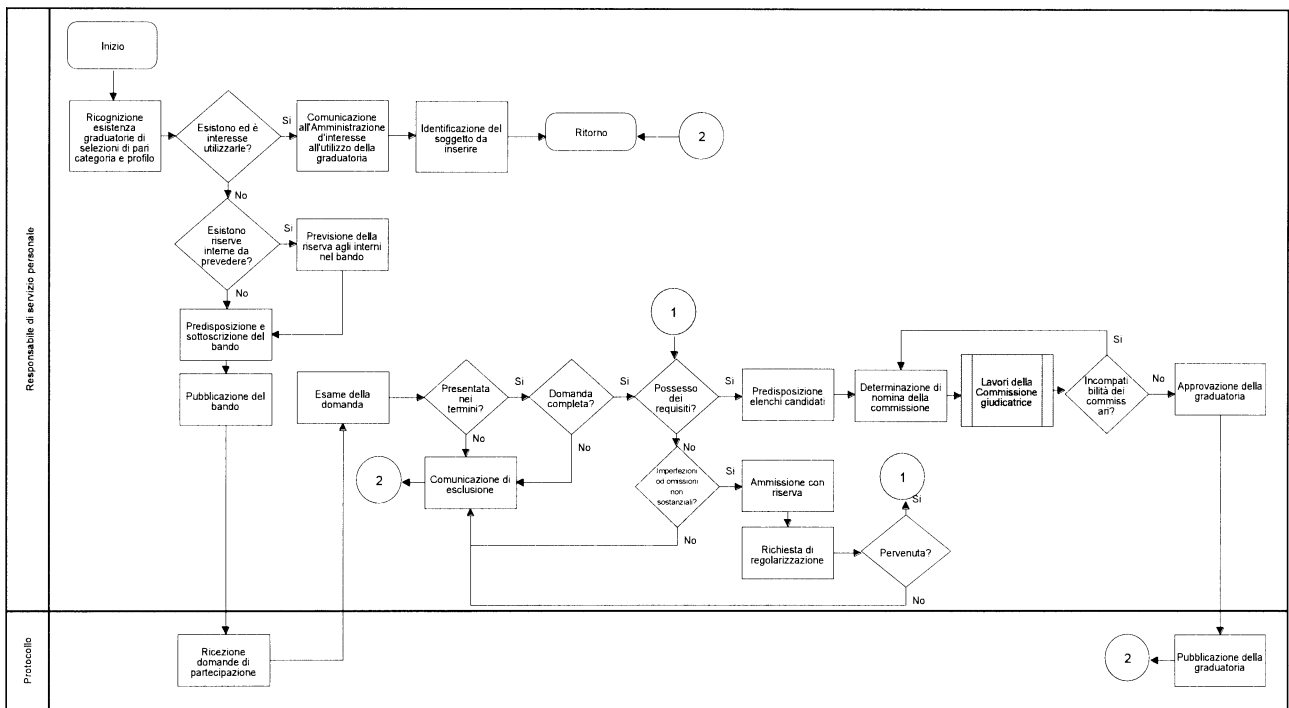 Inizio
Responsabile di servizio personale
Ricognizione
esistenza
graduatorie di
selezioni di pari
categoria e profilo
Esistono ed è
interesse
utilizzarle?
Si
Comunicazione
all'Amministrazione
d'interesse
all'utilizzo della
graduatoria
Identificazione del
soggetto da
inserire
Ritorno
2
No
Esistono
riserve
interne da
prevedere?
Si
Previsione della
riserva agli interni
nel bando
No
Predisposizione e
sottoscrizione del
bando
Pubblicazione del
bando
Esame della
domanda
Presentata
nei
termini?
Si
Domanda
completa?
Si
1
Possesso
dei
requisiti?
Si
Predisposizione
elenchi candidati
Determinazione di
nomina della
commissione
Lavori della
Commissione
giudicatrice
Si
Incompati
bilità dei
commiss
ari?
No
Approvazione della
graduatoria
No
No
No
2
Comunicazione di
esclusione
Imperfezioni
od omissioni
non
sostanziali?
Si
Ammissione con
riserva
1
Si
No
Richiesta di
regolarizzazione
Pervenuta?
No
Protocollo
Ricezione
domande di
partecipazione
2
Pubblicazione della
graduatoria